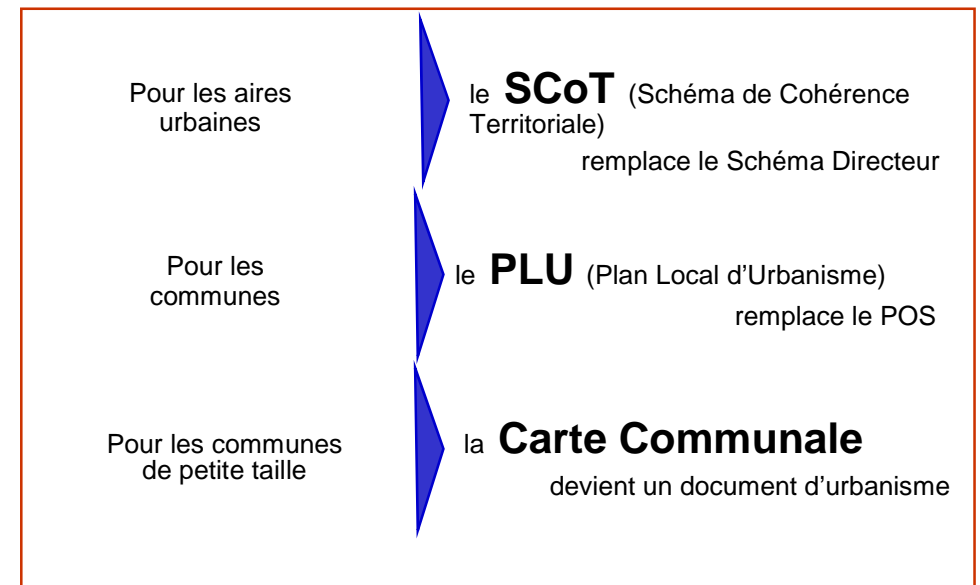 Pour les aires
urbaines
le SCoT (Schéma de Cohérence
Territoriale)
remplace le Schéma Directeur
Pour les
communes
le PLU (Plan Local d'Urbanisme)
remplace le POS
Pour les communes
de petite taille
la Carte Communale
devient un document d'urbanisme